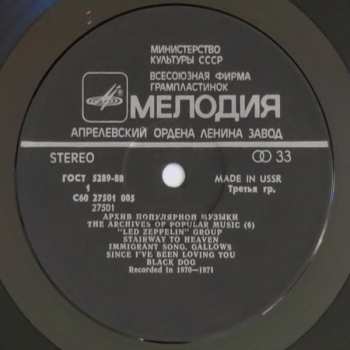 МИНИСТЕРСТВО
КУЛЬТУРЫ СССР
ВСЕСОЮЗНАЯ ФИРМА
ГРАМПЛАСТИНОК
МЕЛОДИЯ
АПРЕЛЕВСКИЙ ОРДЕНА ЛЕНИНА ЗАВОД
STEREO
33
ГОСТ 5289-88
MADE IN USSR
1
Третья гр.
С60 27501 005
27501
АРХИВ ПОПУЛЯРНОЙ МУЗЫКИ
THE ARCHIVES OF POPULAR MUSIC (6)
"LED ZEPPELIN" GROUP
STAIRWAY TO HEAVEN
IMMIGRANT SONG, GALLOWS
SINCE I'VE BEEN LOVING YOU
BLACK DOG
Recorded in 1970—1971